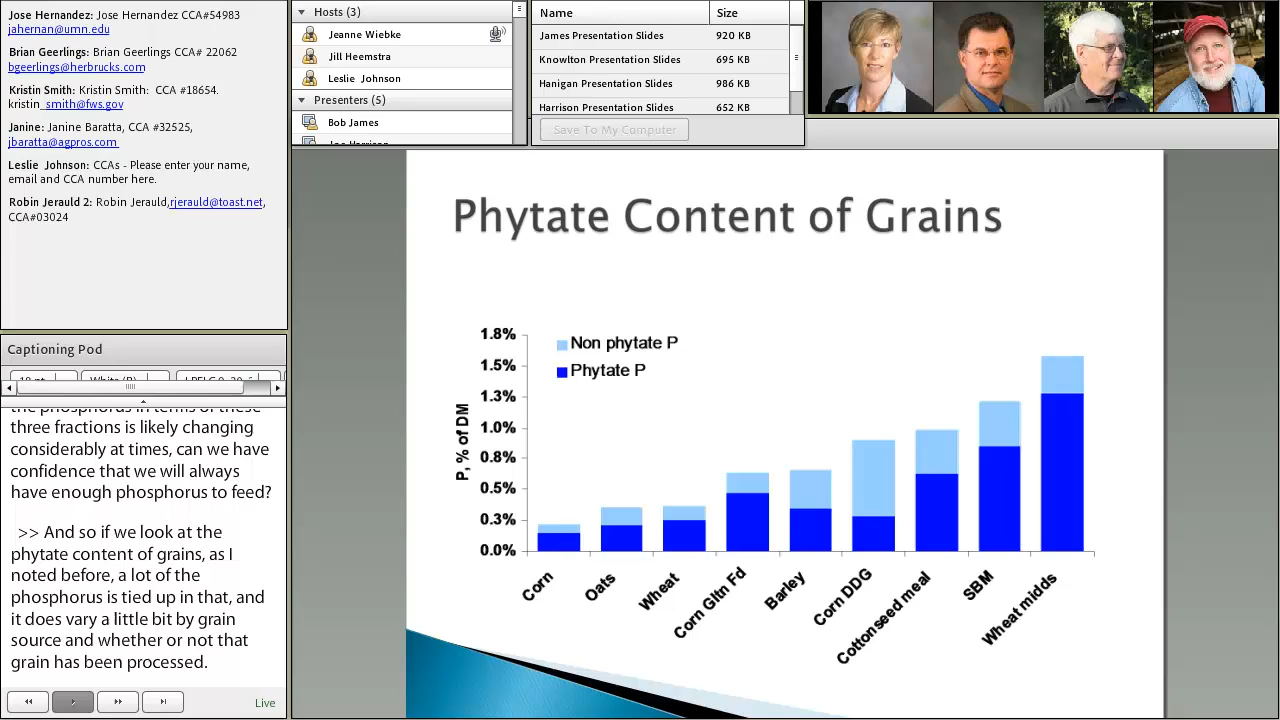 Jose Hernandez: Jose Hernandez CCA#54983
jahernan@umn.edu
Brian Geerlings: Brian Geerlings CCA# 22062
bgeerlings@herbrucks.com
Kristin Smith: Kristin Smith: CCA #18654.
kristin_smith@fws.gov
Janine: Janine Baratta, CCA #32525,
jbaratta@agpros.com
Leslie Johnson: CCAs - Please enter your name,
email and CCA number here.
Robin Jerauld 2: Robin Jerauld,rjerauld@toast.net,
CCA#03024
Captioning Pod
the phosphorus in terms of these
three fractions is likely changing
considerably at times, can we have
confidence that we will always
have enough phosphorus to feed?
>> And so if we look at the
phytate content of grains, as I
noted before, a lot of the
phosphorus is tied up in that, and
it does vary a little bit by grain
source and whether or not that
grain has been processed.
Live
Hosts (3)
Jeanne Wiebke
Jill Heemstra
Leslie Johnson
Presenters (5)
Bob James
Name Size
James Presentation Slides 920 KB
Knowlton Presentation Slides 695 KB
Hanigan Presentation Slides 986 KB
Harrison Presentation Slides 652 KB
Save To My Computer
Phytate Content of Grains
Non phytate P
Phytate P
P, % of DM
1.8%
1.5%
1.3%
1.0%
0.8%
0.5%
0.3%
0.0%
Corn
Oats
Wheat
Corn Gltn Fd
Barley
Corn DDG
Cottonseed meal
SBM
Wheat midds